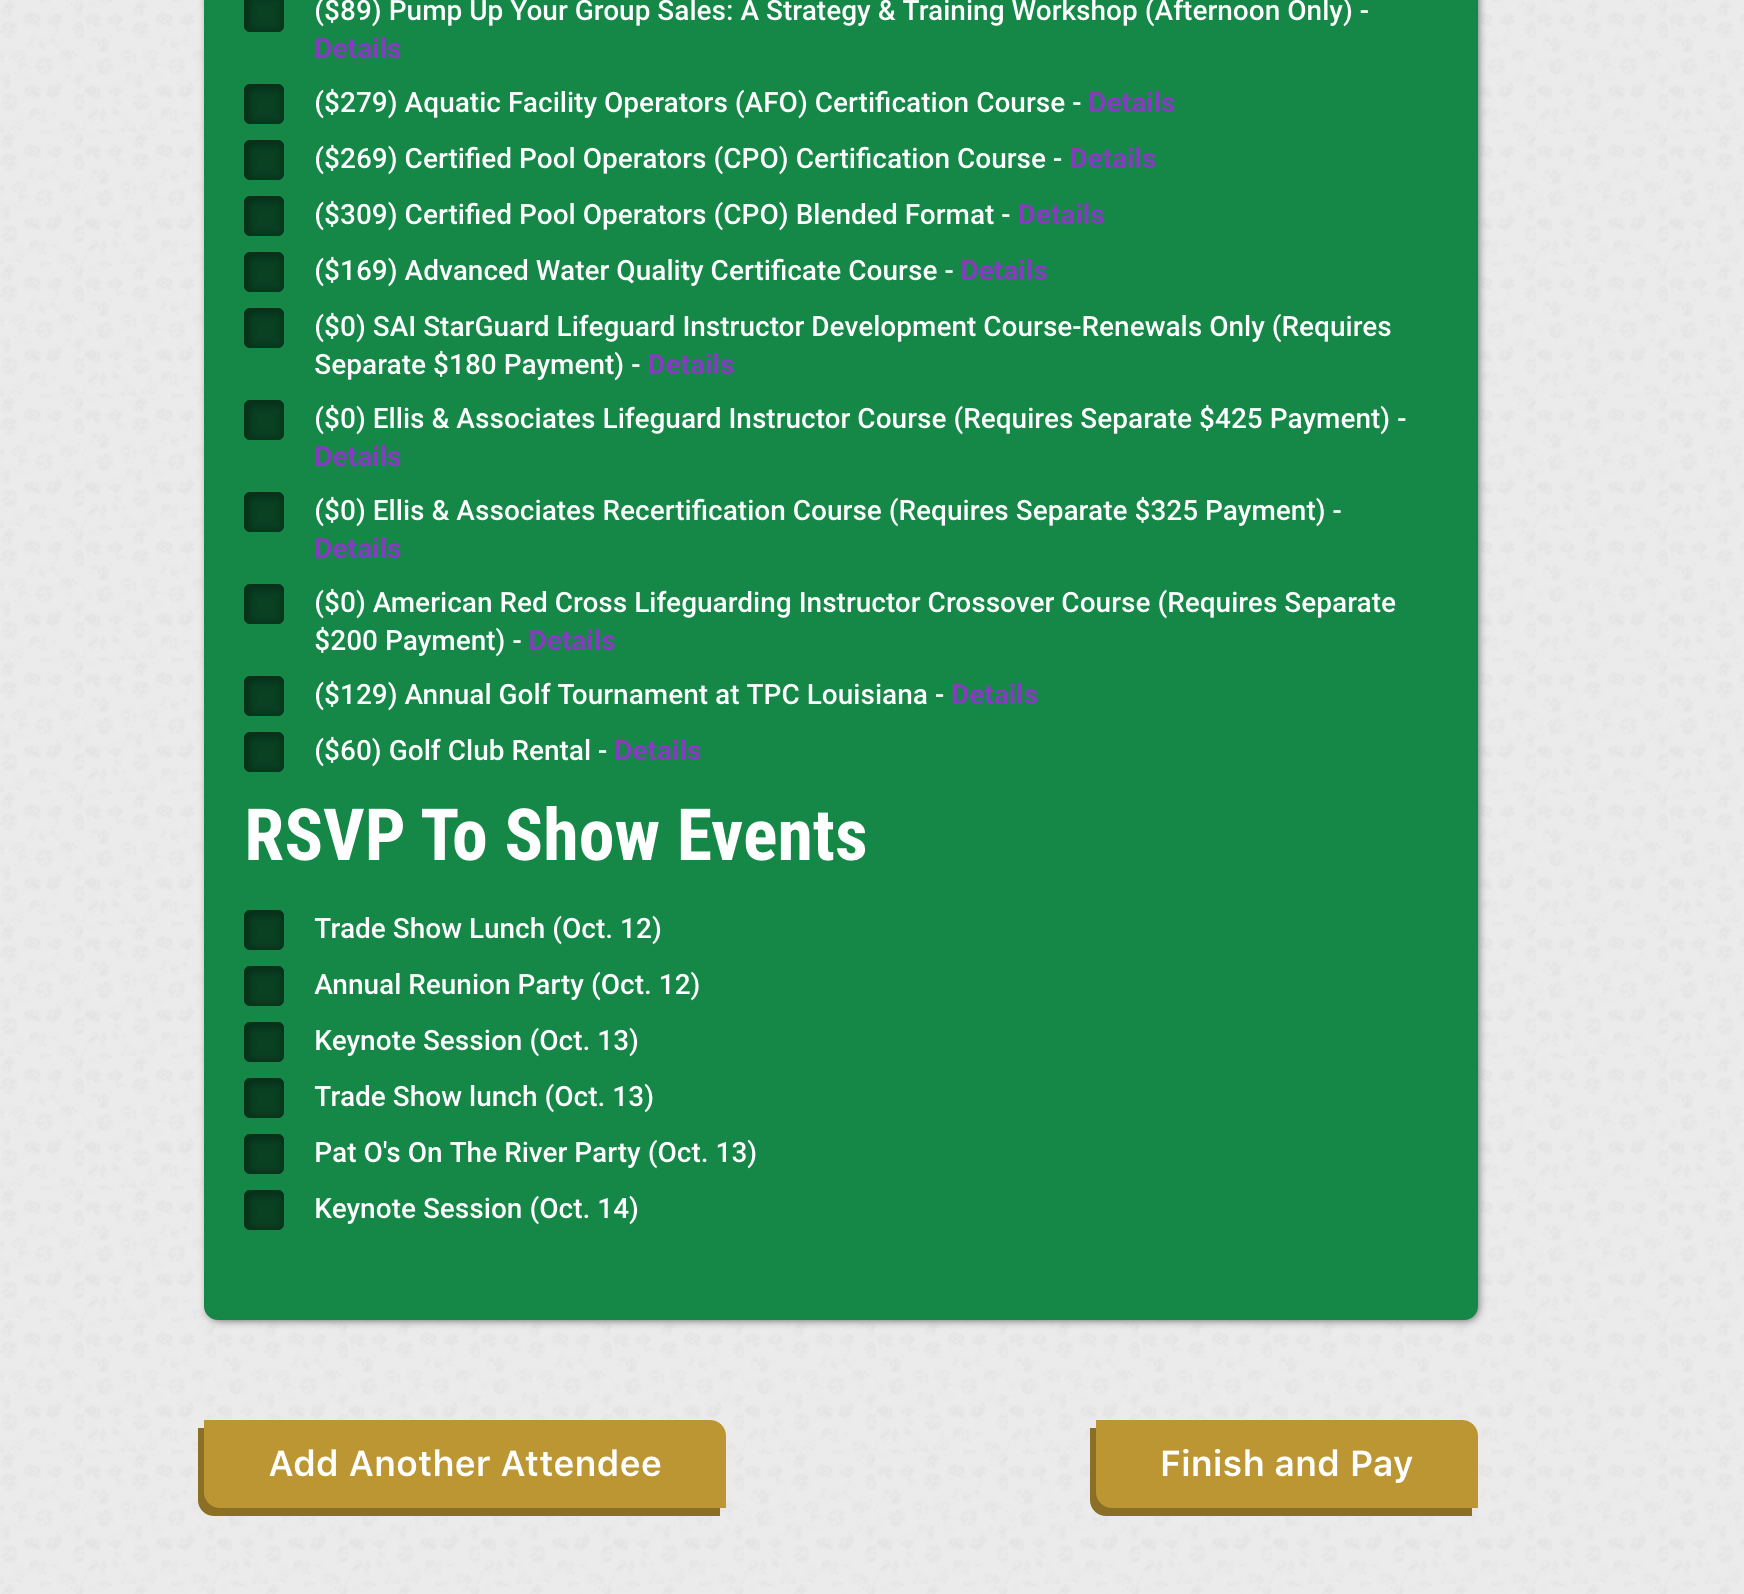 ($89) Pump Up Your Group Sales: A Strategy & Training Workshop (Afternoon Only) -
Details
($279) Aquatic Facility Operators (AFO) Certification Course - Details
($269) Certified Pool Operators (CPO) Certification Course - Details
($309) Certified Pool Operators (CPO) Blended Format - Details
($169) Advanced Water Quality Certificate Course - Details
($0) SAI StarGuard Lifeguard Instructor Development Course-Renewals Only (Requires
Separate $180 Payment) - Details
($0) Ellis & Associates Lifeguard Instructor Course (Requires Separate $425 Payment) -
Details
($0) Ellis & Associates Recertification Course (Requires Separate $325 Payment) -
Details
($0) American Red Cross Lifeguarding Instructor Crossover Course (Requires Separate
$200 Payment) - Details
($129) Annual Golf Tournament at TPC Louisiana - Details
($60) Golf Club Rental - Details
RSVP To Show Events
Trade Show Lunch (Oct. 12)
Annual Reunion Party (Oct. 12)
Keynote Session (Oct. 13)
Trade Show lunch (Oct. 13)
Pat O's On The River Party (Oct. 13)
Keynote Session (Oct. 14)
Add Another Attendee
Finish and Pay